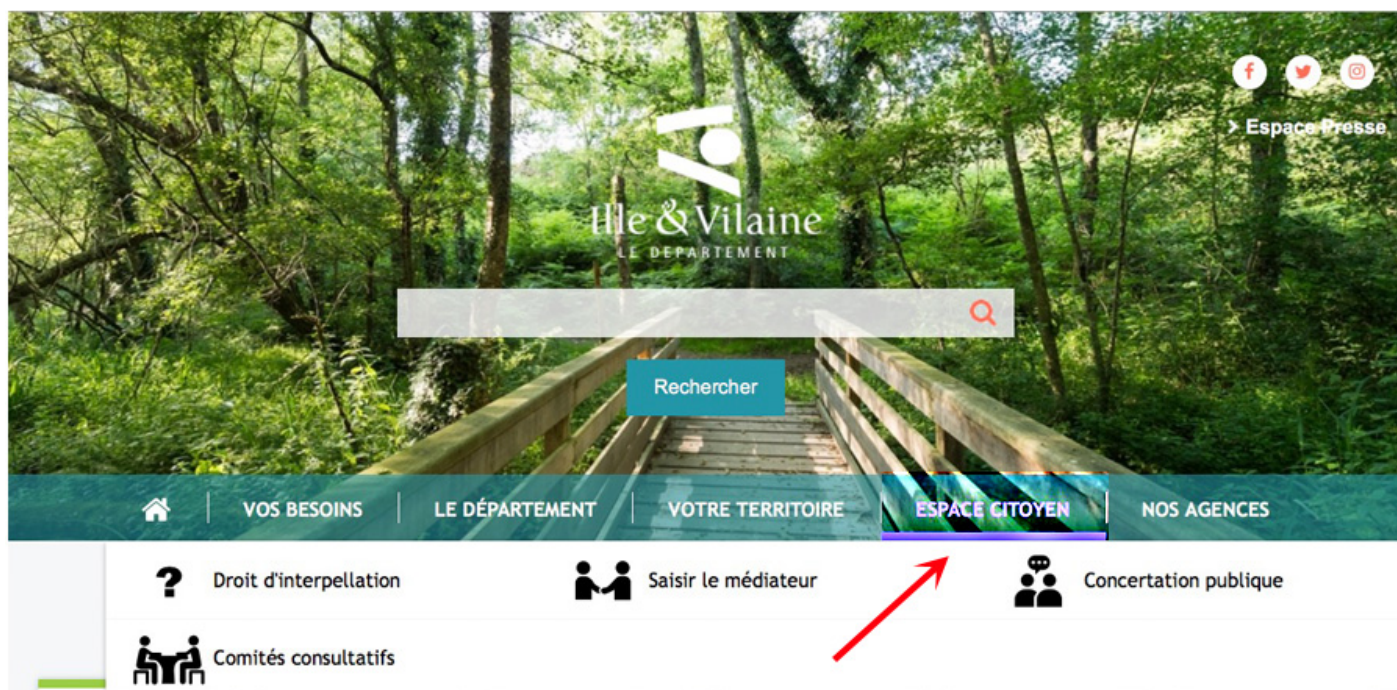 > Espace Presse
Ille & Vilaine
LE DEPARTEMENT
Rechercher
VOS BESOINS
LE DÉPARTEMENT
VOTRE TERRITOIRE
ESPACE CITOYEN
NOS AGENCES
? Droit d'interpellation
Saisir le médiateur
Concertation publique
Comités consultatifs